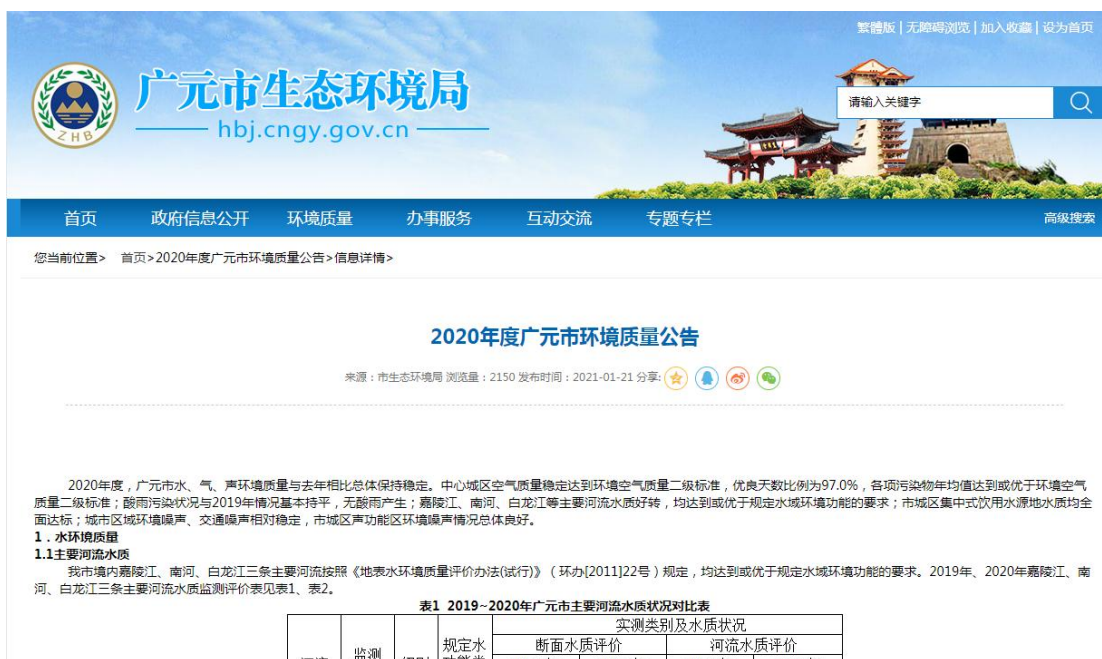 繁體版 | 无障碍浏览 | 加入收藏 | 设为首页
广元市生态环境局
hbj.cngy.gov.cn
ZHB
请输入关键字
首页 政府信息公开 环境质量 办事服务 互动交流 专题专栏 高级搜索
您当前位置> 首页>2020年度广元市环境质量公告>信息详情>
2020年度广元市环境质量公告
来源：市生态环境局 浏览量：2150 发布时间：2021-01-21 分享:
2020年度，广元市水、气、声环境质量与去年相比总体保持稳定。中心城区空气质量稳定达到环境空气质量二级标准，优良天数比例为97.0%，各项污染物年均值达到或优于环境空气
质量二级标准；酸雨污染状况与2019年情况基本持平，无酸雨产生；嘉陵江、南河、白龙江等主要河流水质好转，均达到或优于规定水域环境功能的要求；市城区集中式饮用水源地水质均全
面达标；城市区域环境噪声、交通噪声相对稳定，市城区声功能区环境噪声情况总体良好。
1．水环境质量
1.1主要河流水质
我市境内嘉陵江、南河、白龙江三条主要河流按照《地表水环境质量评价办法(试行)》（环办[2011]22号）规定，均达到或优于规定水域环境功能的要求。2019年、2020年嘉陵江、南
河、白龙江三条主要河流水质监测评价表见表1、表2。
表1 2019~2020年广元市主要河流水质状况对比表
实测类别及水质状况
规定水
断面水质评价 河流水质评价
监测